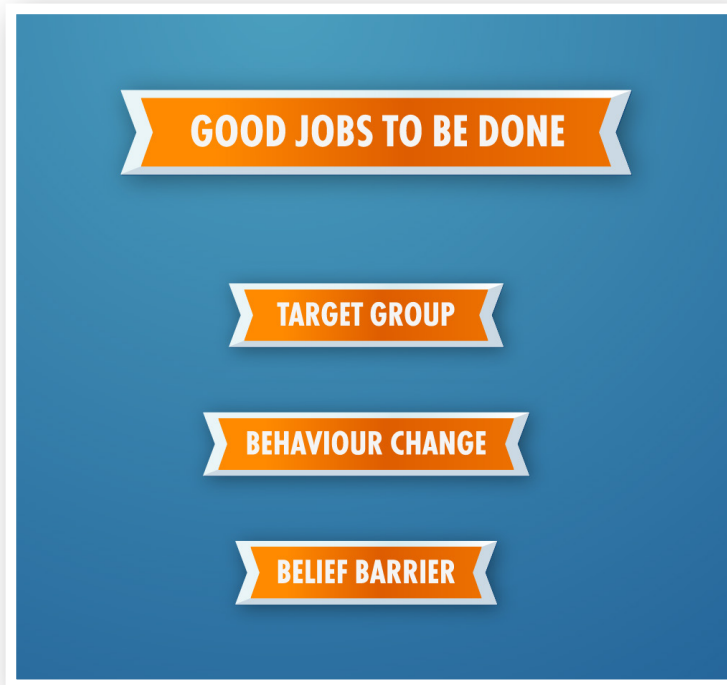 GOOD JOBS TO BE DONE
TARGET GROUP
BEHAVIOUR CHANGE
BELIEF BARRIER